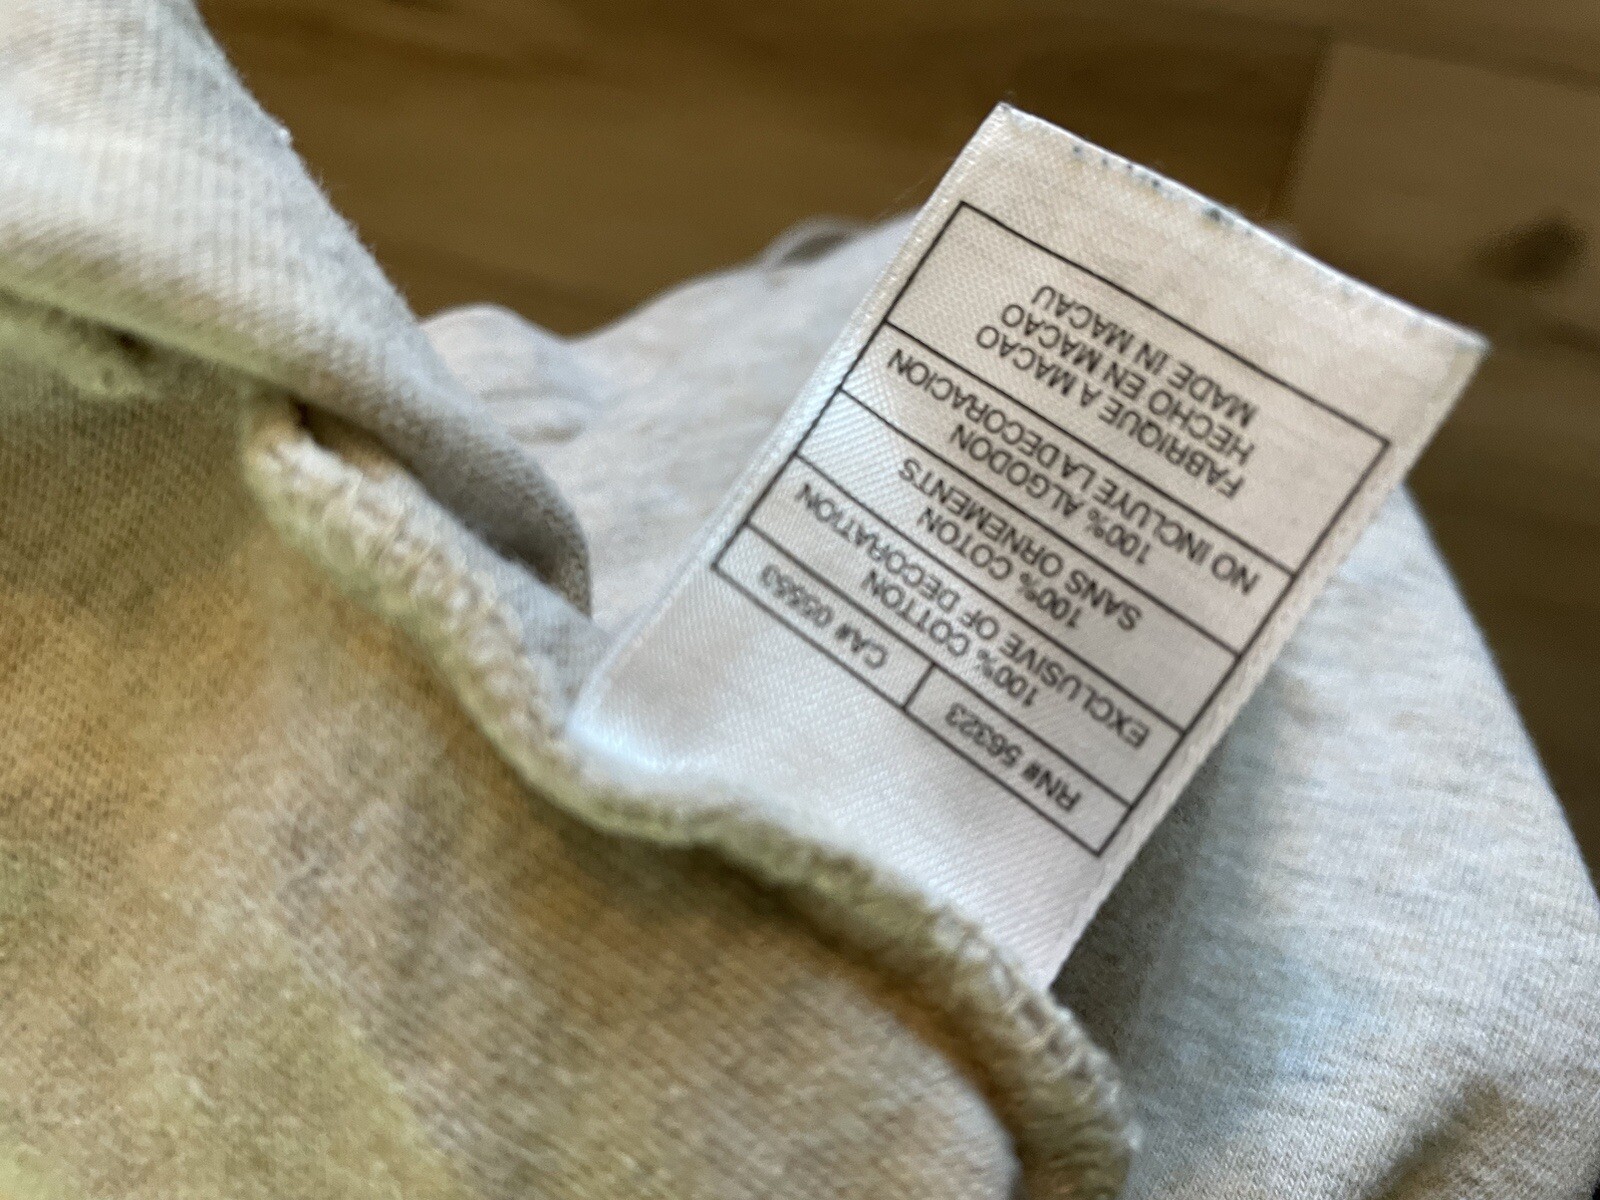 RN# 56323 CA# 05553
100% COTTON
EXCLUSIVE OF DECORATION
100% COTON
SANS ORNEMENTS
100% ALGODON
NO INCLUYE LA DECORACION
FABRIQUE A MACAO
HECHO EN MACAO
MADE IN MACAU